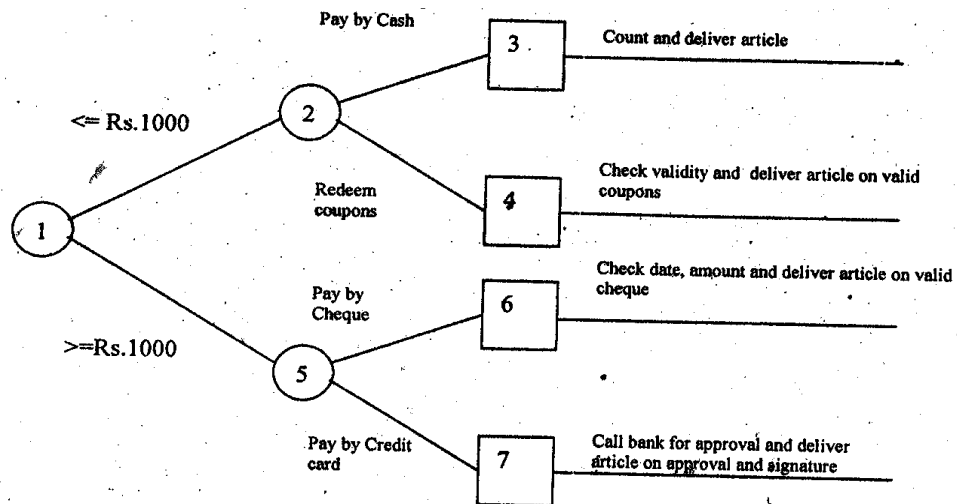 Pay by Cash
3
Count and deliver article
2
<= Rs.1000
Check validity and deliver article on valid
coupons
Redeem
coupons
4
1
Check date, amount and deliver article on valid
cheque
Pay by
Cheque
6
>=Rs.1000
5
Pay by Credit
card
7
Call bank for approval and deliver
article on approval and signature